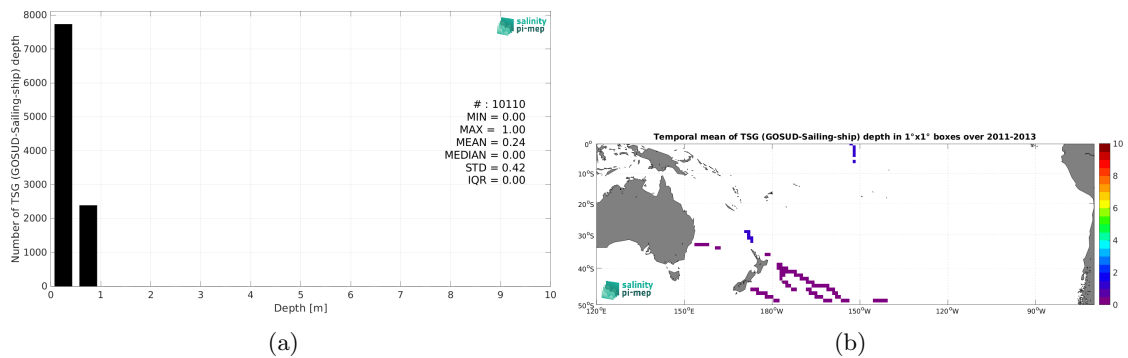 8000
7000
6000
5000
4000
3000
2000
1000
0
Number of TSG (GOSUD-Sailing-ship) depth
salinity
pi-mep
# : 10110
MIN = 0.00
MAX = 1.00
MEAN = 0.24
MEDIAN = 0.00
STD = 0.42
IQR = 0.00
0 1 2 3 4 5 6 7 8 9 10
Depth [m]
(a)
Temporal mean of TSG (GOSUD-Sailing-ship) depth in 1°x1° boxes over 2011-2013
0°
10°S
20°S
30°S
40°S
50°S
120°E 150°E 180°W 150°W 120°W 90°W
salinity
pi-mep
10
8
6
4
2
0
(b)